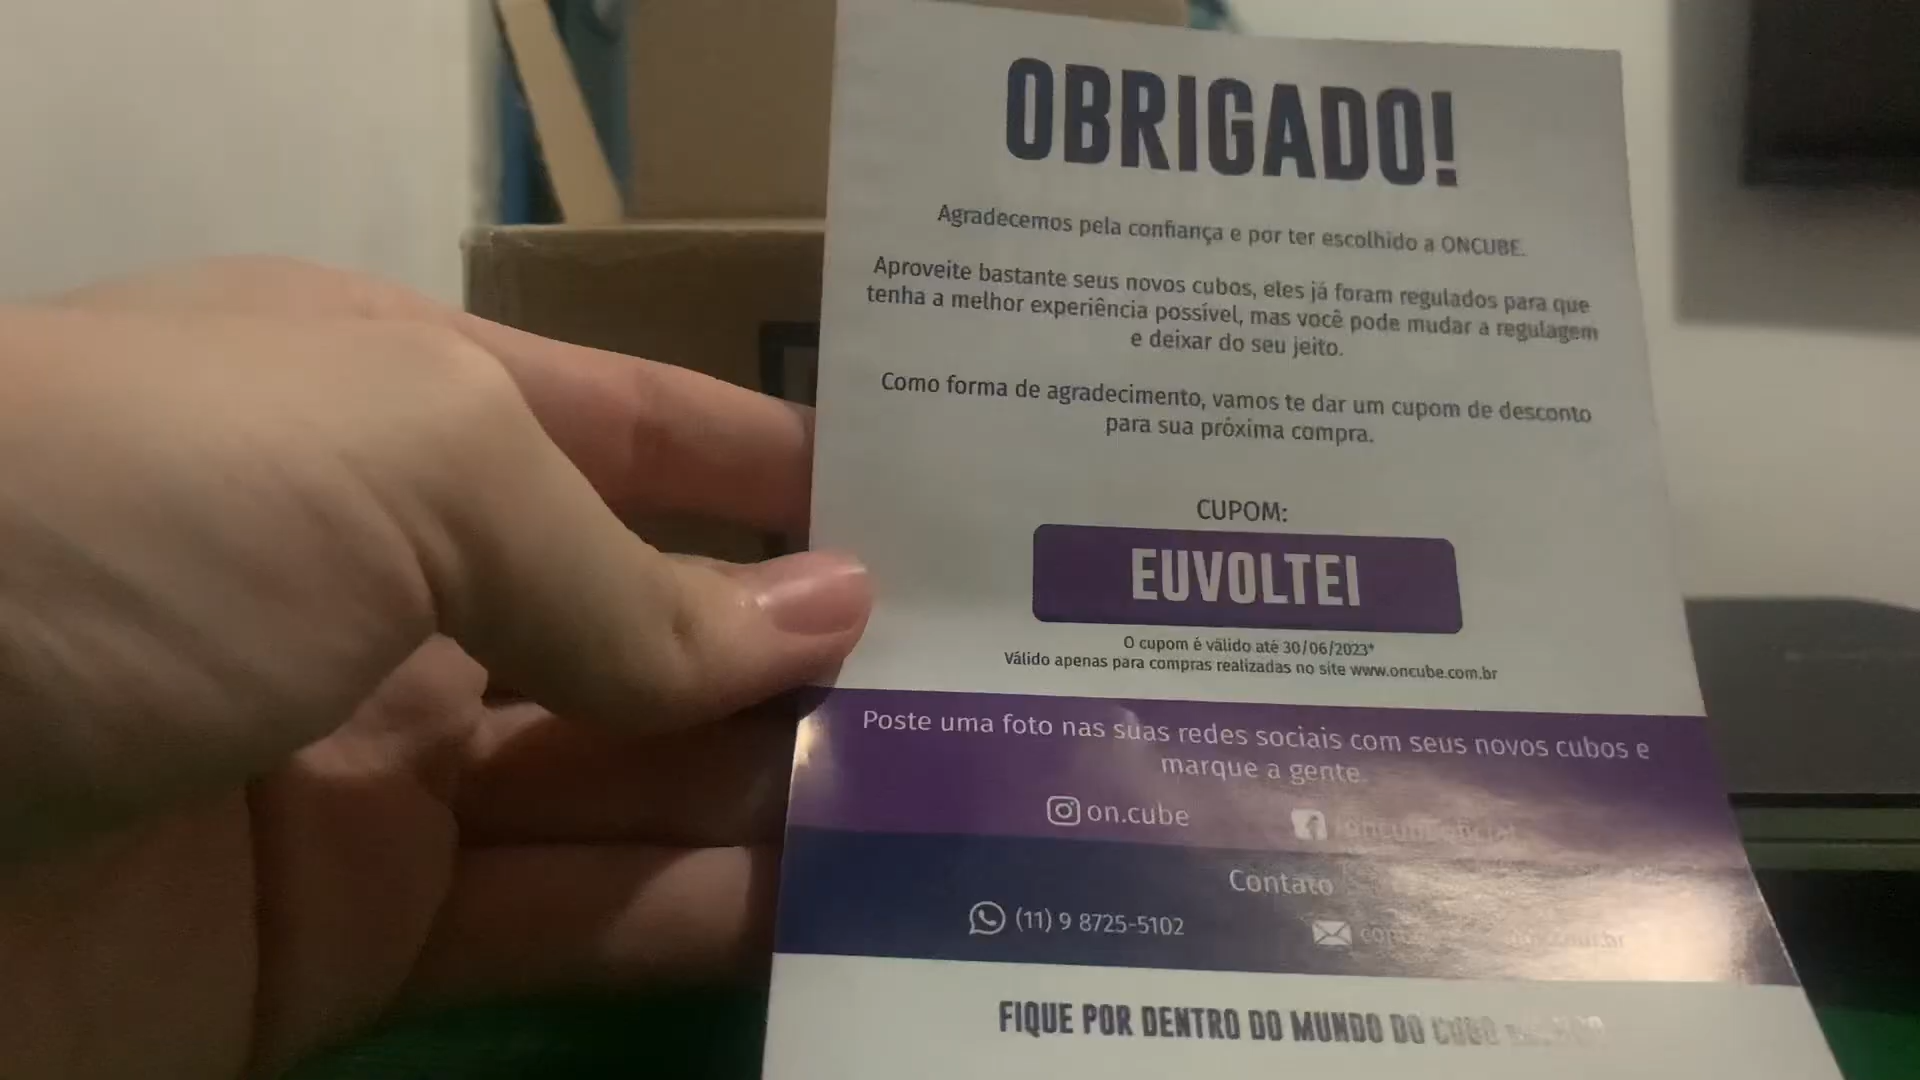 OBRIGADO!
Agradecemos pela confiança e por ter escolhido a ONCUBE.
Aproveite bastante seus novos cubos, eles já foram regulados para que
tenha a melhor experiência possível, mas você pode mudar a regulagem
e deixar do seu jeito.
Como forma de agradecimento, vamos te dar um cupom de desconto
para sua próxima compra.
CUPOM:
EUVOLTEI
O cupom é válido até 30/06/2023*
Válido apenas para compras realizadas no site www.oncube.com.br
Poste uma foto nas suas redes sociais com seus novos cubos e
marque a gente.
on.cube
Contato
(11) 9 8725-5102
FIQUE POR DENTRO DO MUNDO DO CUBO